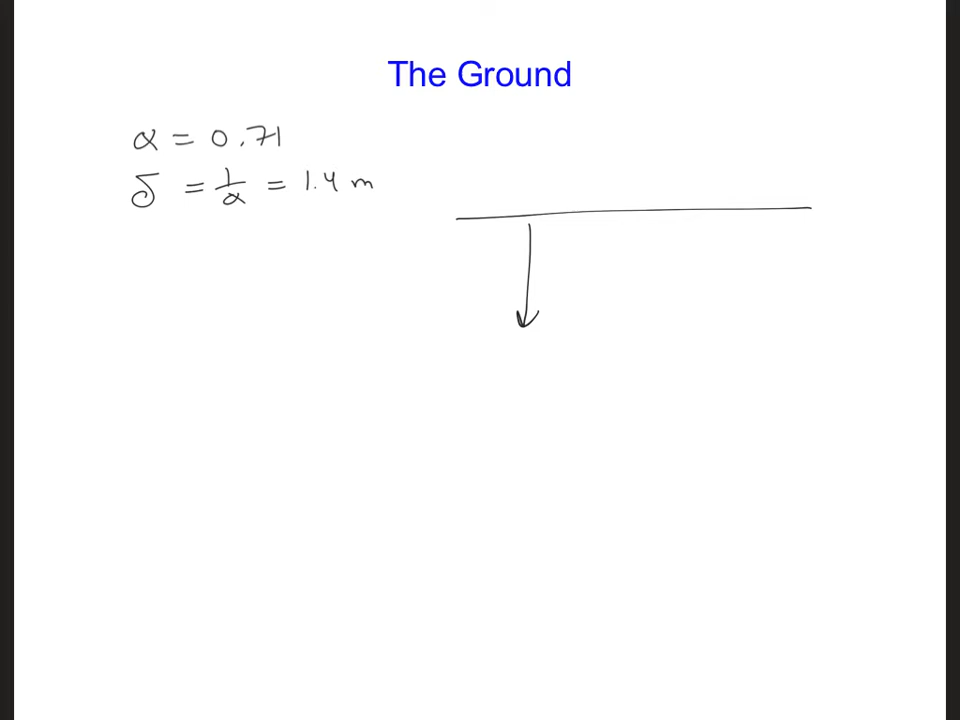 The Ground
α = 0.71
δ = 1/α = 1.4 m